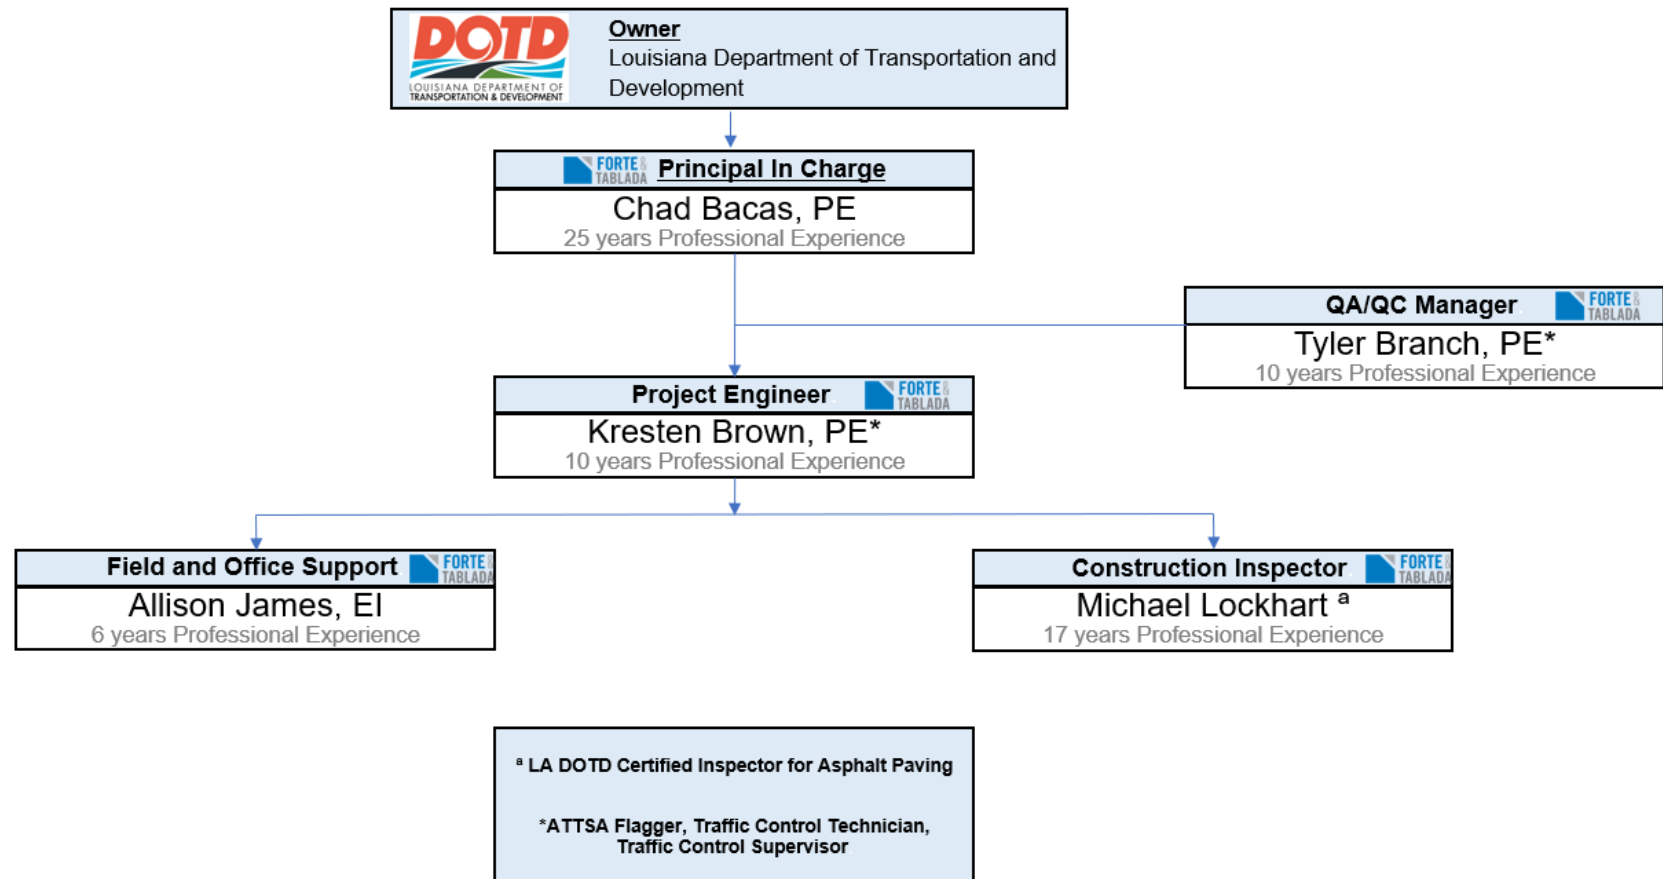 DOTD
LOUISIANA DEPARTMENT OF
TRANSPORTATION & DEVELOPMENT
Owner
Louisiana Department of Transportation and
Development
FORTE &
TABLADA
Principal In Charge
Chad Bacas, PE
25 years Professional Experience
QA/QC Manager
FORTE &
TABLADA
Tyler Branch, PE*
10 years Professional Experience
Project Engineer
FORTE &
TABLADA
Kresten Brown, PE*
10 years Professional Experience
Field and Office Support
FORTE &
TABLADA
Allison James, EI
6 years Professional Experience
Construction Inspector
FORTE &
TABLADA
Michael Lockhart ª
17 years Professional Experience
ª LA DOTD Certified Inspector for Asphalt Paving
*ATTSA Flagger, Traffic Control Technician,
Traffic Control Supervisor